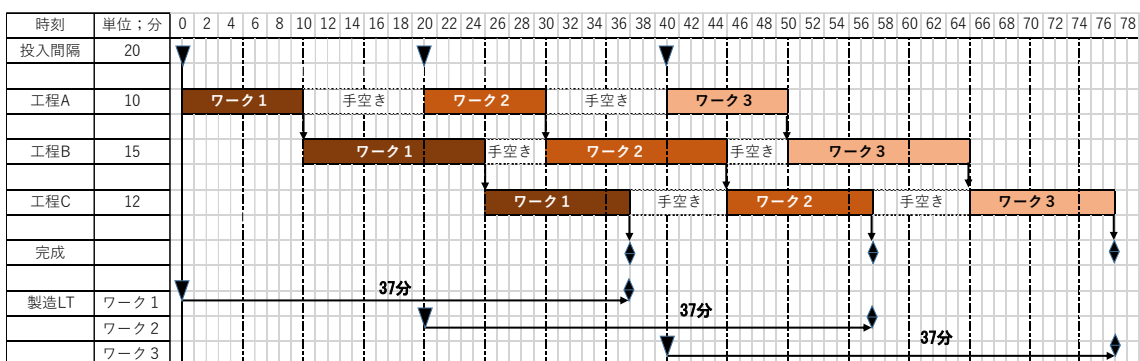 時刻 単位；分 0 2 4 6 8 10 12 14 16 18 20 22 24 26 28 30 32 34 36 38 40 42 44 46 48 50 52 54 56 58 60 62 64 66 68 70 72 74 76 78
投入間隔 20
工程A 10 ワーク１ 手空き ワーク２ 手空き ワーク３
工程B 15 ワーク１ 手空き ワーク２ 手空き ワーク３
工程C 12 ワーク１ 手空き ワーク２ 手空き ワーク３
完成
37分
製造LT ワーク１
37分
ワーク２
37分
ワーク３